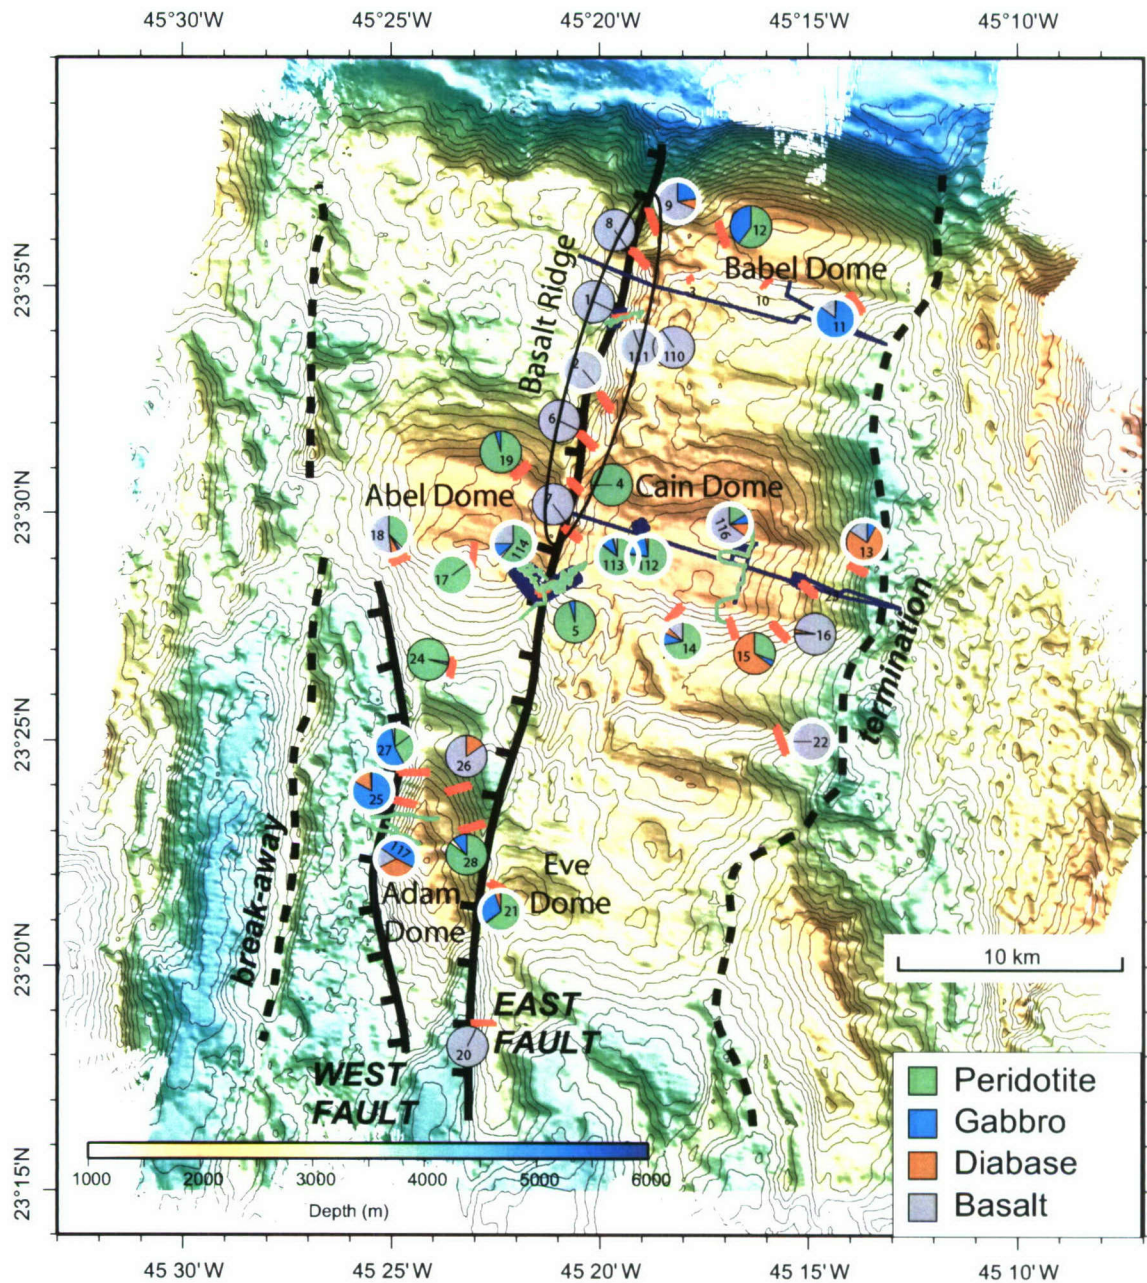 45°30'W 45°25'W 45°20'W 45°15'W 45°10'W
23°35'N
23°30'N
23°25'N
23°20'N
23°15'N
9
8
12
Babel Dome
Basalt Ridge
1
3
10
11
111
110
2
6
19
4
Abel Dome
Cain Dome
7
18
114
116
13
113
112
17
5
14
15
16
24
termination
27
26
22
25
break-away
117
28
Adam
Dome
Eve
Dome
21
EAST
FAULT
20
WEST
FAULT
10 km
1000 2000 3000 4000 5000 6000
Depth (m)
Peridotite
Gabbro
Diabase
Basalt
45 30'W 45°25'W 45 20'W 45°15'W 45°10'W